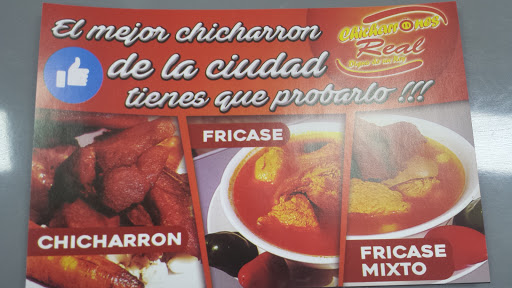 El mejor chicharron
de la ciudad
tienes que probarlo !!!
Real
FRICASE
CHICHARRON
FRICASE
MIXTO